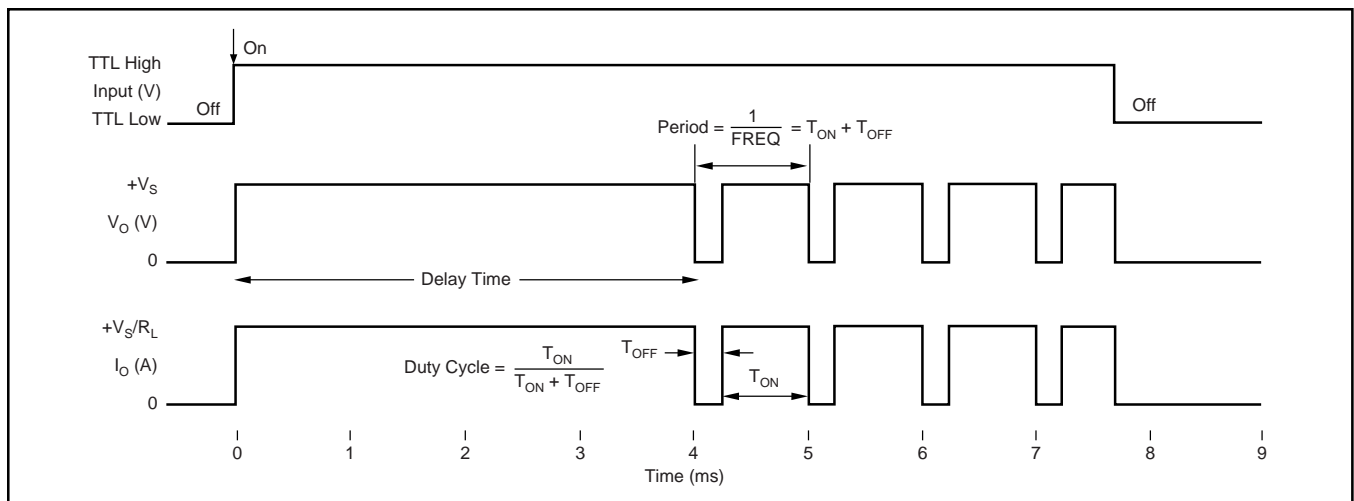 On
TTL High
Input (V)
Off
TTL Low
Off
Period = 1/FREQ = T_ON + T_OFF
+V_S
V_O (V)
0
Delay Time
+V_S/R_L
I_O (A)
0
Duty Cycle = T_ON/(T_ON + T_OFF)
T_OFF
T_ON
0 1 2 3 4 5 6 7 8 9
Time (ms)